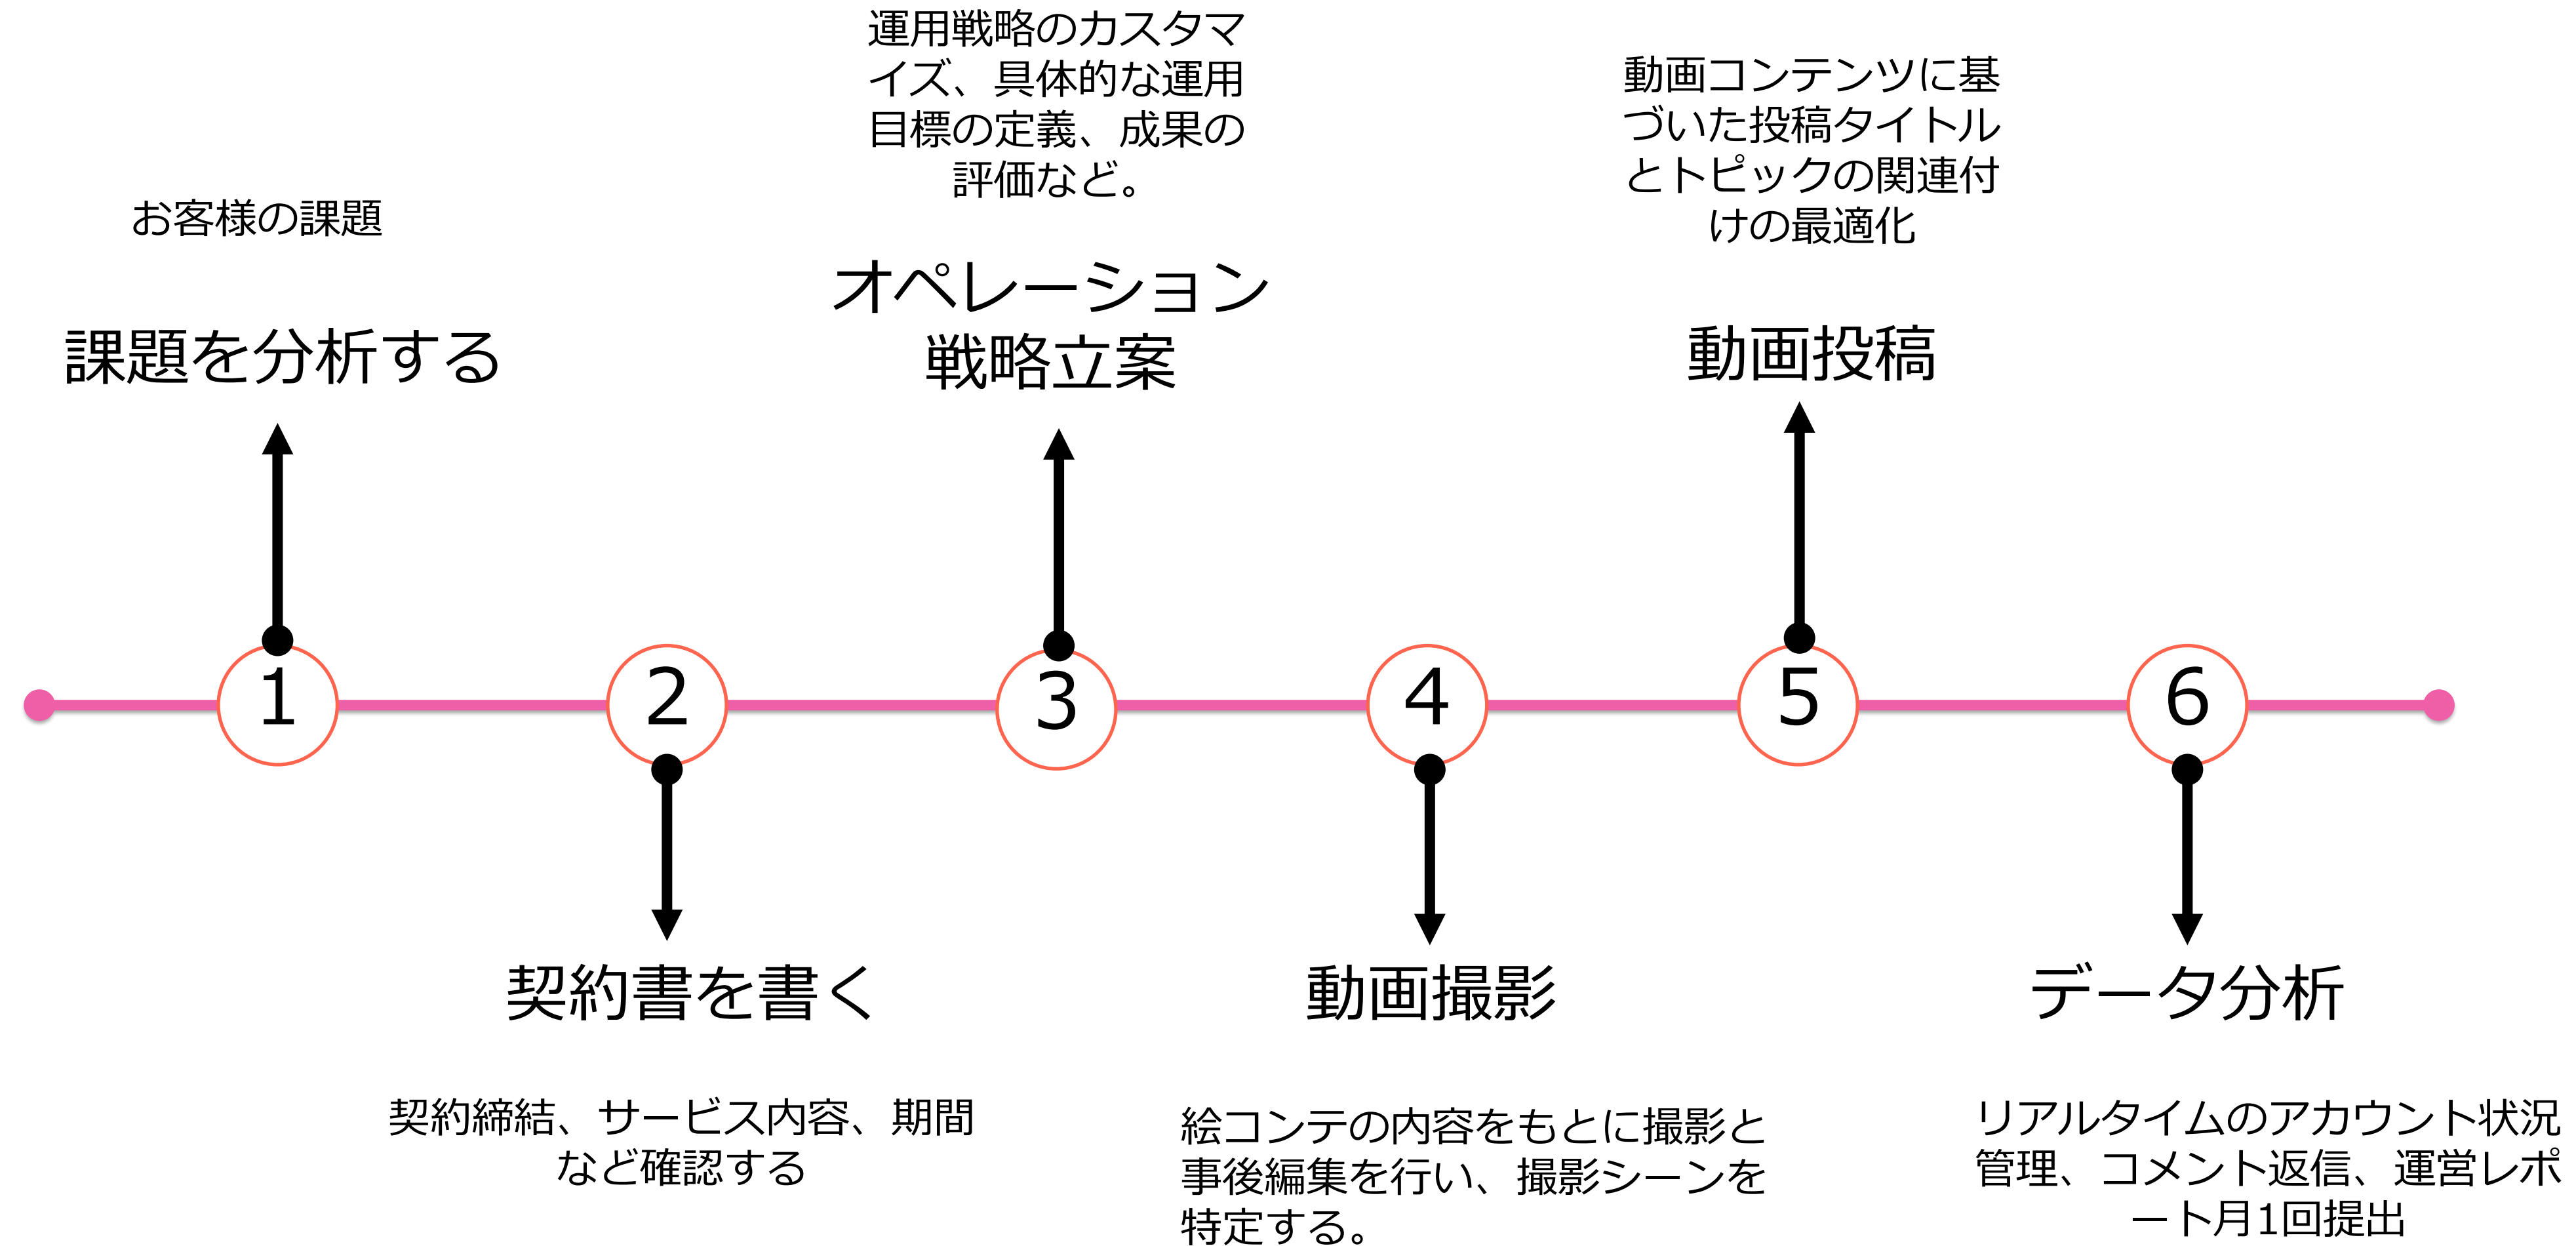 お客様の課題
課題を分析する
1
2
契約書を書く
契約締結、サービス内容、期間
など確認する
運用戦略のカスタマ
イズ、具体的な運用
目標の定義、成果の
評価など。
オペレーション
戦略立案
3
4
動画撮影
絵コンテの内容をもとに撮影と
事後編集を行い、撮影シーンを
特定する。
動画コンテンツに基
づいた投稿タイトル
とトピックの関連付
けの最適化
動画投稿
5
6
データ分析
リアルタイムのアカウント状況
管理、コメント返信、運営レポ
ート月1回提出